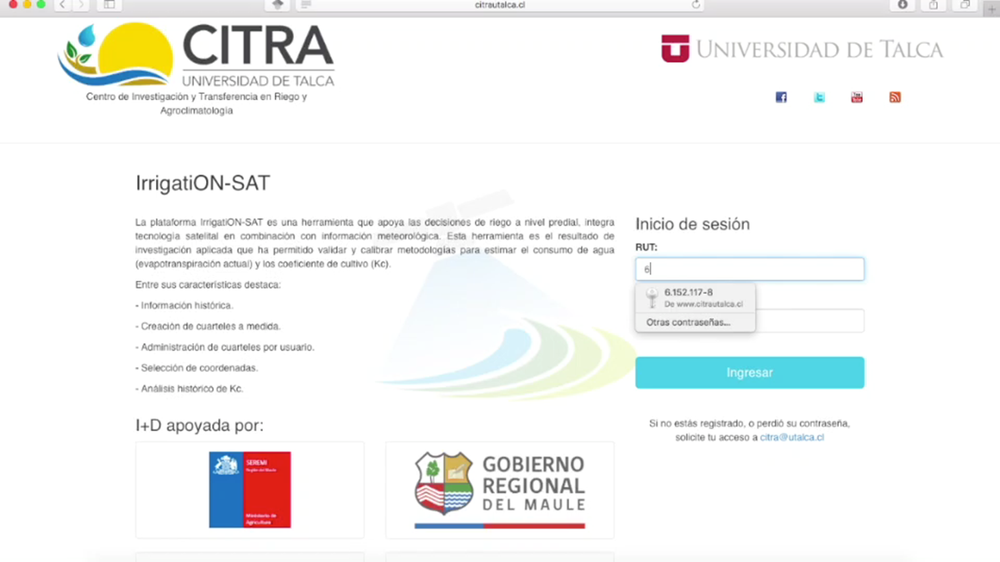 citrautalca.cl
CITRA
UNIVERSIDAD DE TALCA
Centro de Investigación y Transferencia en Riego y
Agroclimatología
UNIVERSIDAD DE TALCA
IrrigatiON-SAT
La plataforma IrrigatiON-SAT es una herramienta que apoya las decisiones de riego a nivel predial, integra
tecnología satelital en combinación con información meteorológica. Esta herramienta es el resultado de
investigación aplicada que ha permitido validar y calibrar metodologías para estimar el consumo de agua
(evapotranspiración actual) y los coeficiente de cultivo (Kc).
Entre sus características destaca:
- Información histórica.
- Creación de cuarteles a medida.
- Administración de cuarteles por usuario.
- Selección de coordenadas.
- Análisis histórico de Kc.
Inicio de sesión
RUT:
6
6.152.117-8
De www.citrautalca.cl
Otras contraseñas...
Ingresar
Si no estás registrado, o perdió su contraseña,
solicite tu acceso a citra@utalca.cl
I+D apoyada por:
SEREMI
Región del Maule
Ministerio de
Agricultura
GOBIERNO
REGIONAL
DEL MAULE